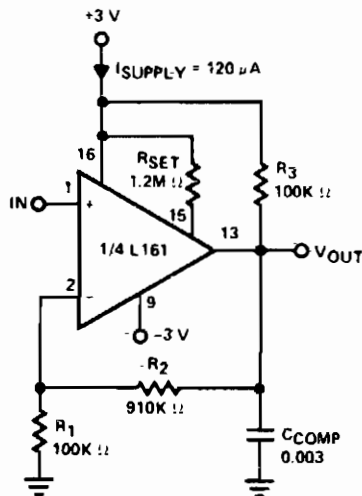 +3 V
ISUPPLY = 120 µA
16
RSET
1.2M Ω
R3
100K Ω
1
IN
+
15
13
1/4 L161
VOUT
2
−
9
-3 V
R2
910K Ω
R1
100K Ω
CCOMP
0.003